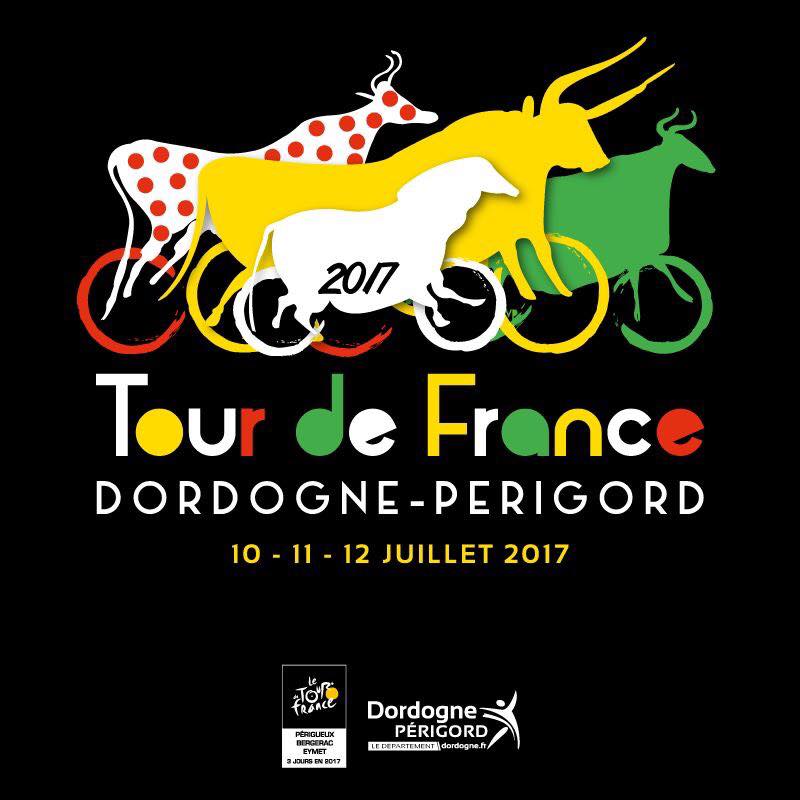 2017
Tour de France
DORDOGNE-PERIGORD
10 - 11 - 12 JUILLET 2017
le
de TOUR
france
PÉRIGUEUX
BERGERAC
EYMET
3 JOURS EN 2017
Dordogne
PÉRIGORD
LE DÉPARTEMENT dordogne.fr